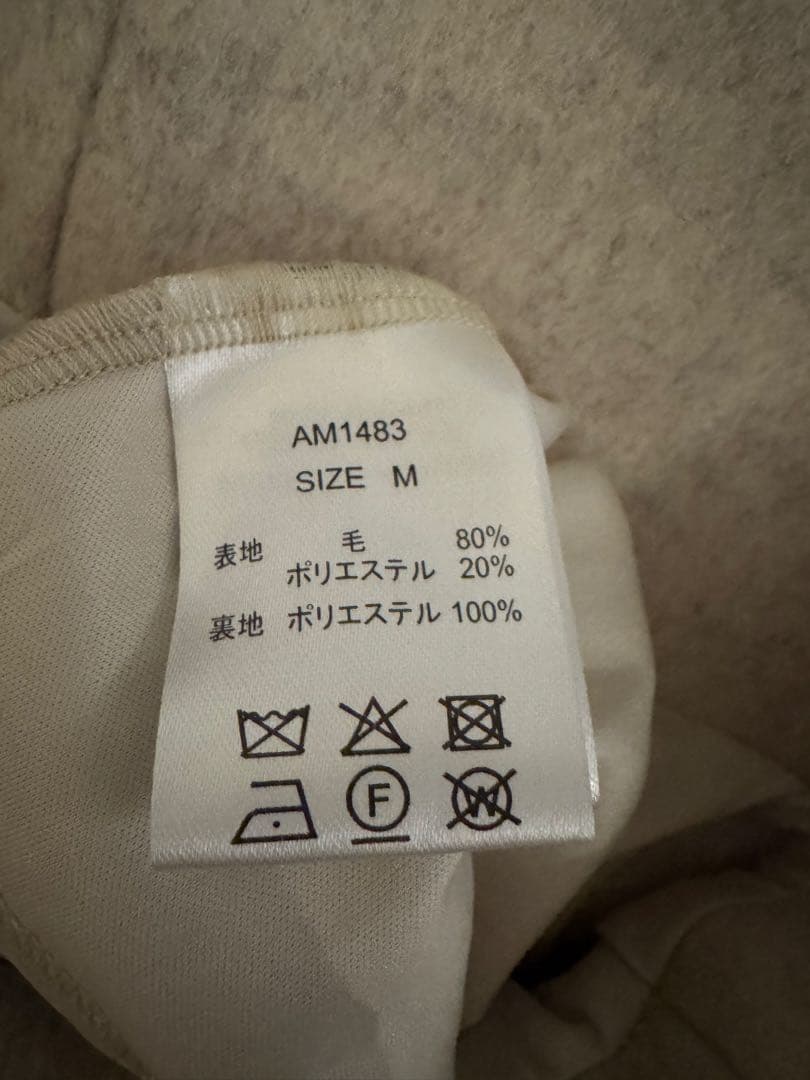 AM1483
SIZE M
表地 毛 80%
ポリエステル 20%
裏地 ポリエステル 100%
F
W